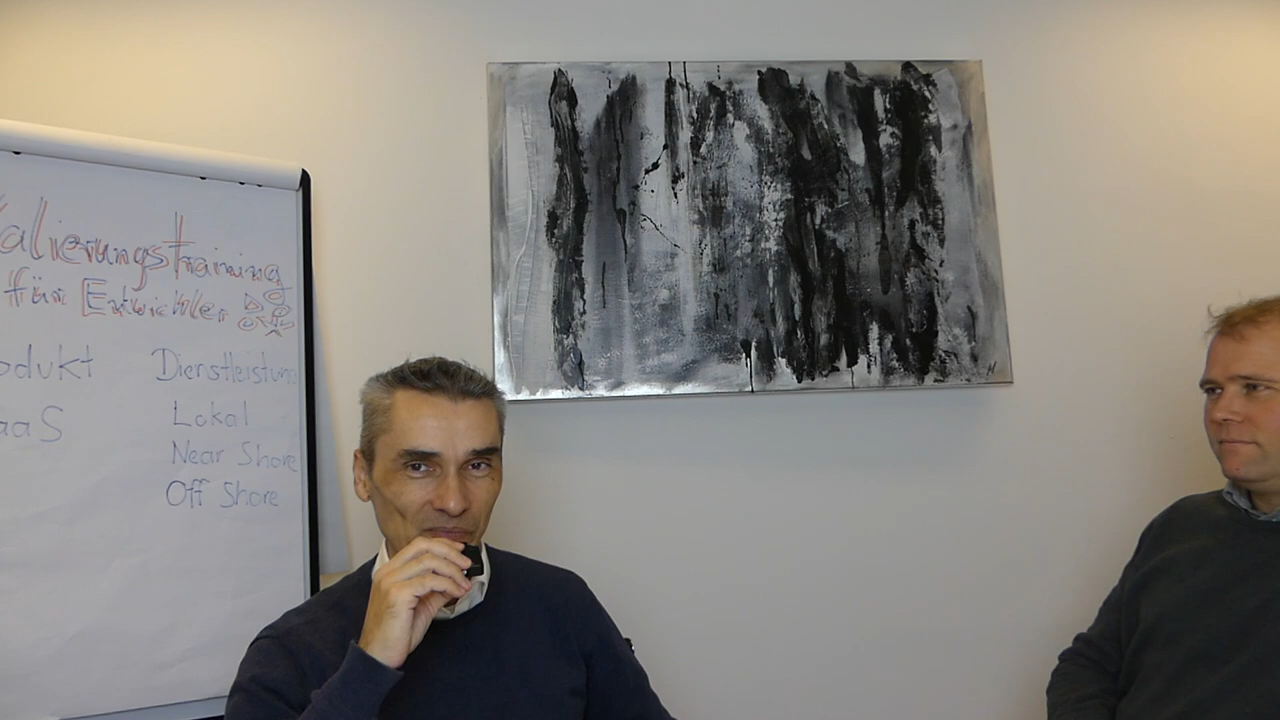 alierungstraining
für Entwickler
odukt Dienstleistung
aaS Lokal
Near Shore
Off Shore